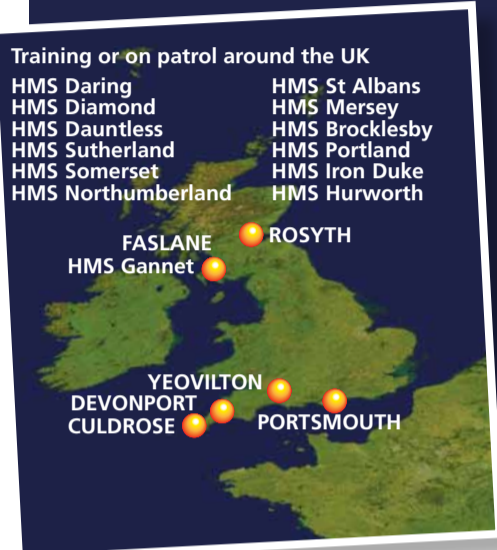 Training or on patrol around the UK
HMS Daring
HMS Diamond
HMS Dauntless
HMS Sutherland
HMS Somerset
HMS Northumberland
HMS St Albans
HMS Mersey
HMS Brocklesby
HMS Portland
HMS Iron Duke
HMS Hurworth
ROSYTH
FASLANE
HMS Gannet
YEOVILTON
DEVONPORT
CULDROSE
PORTSMOUTH